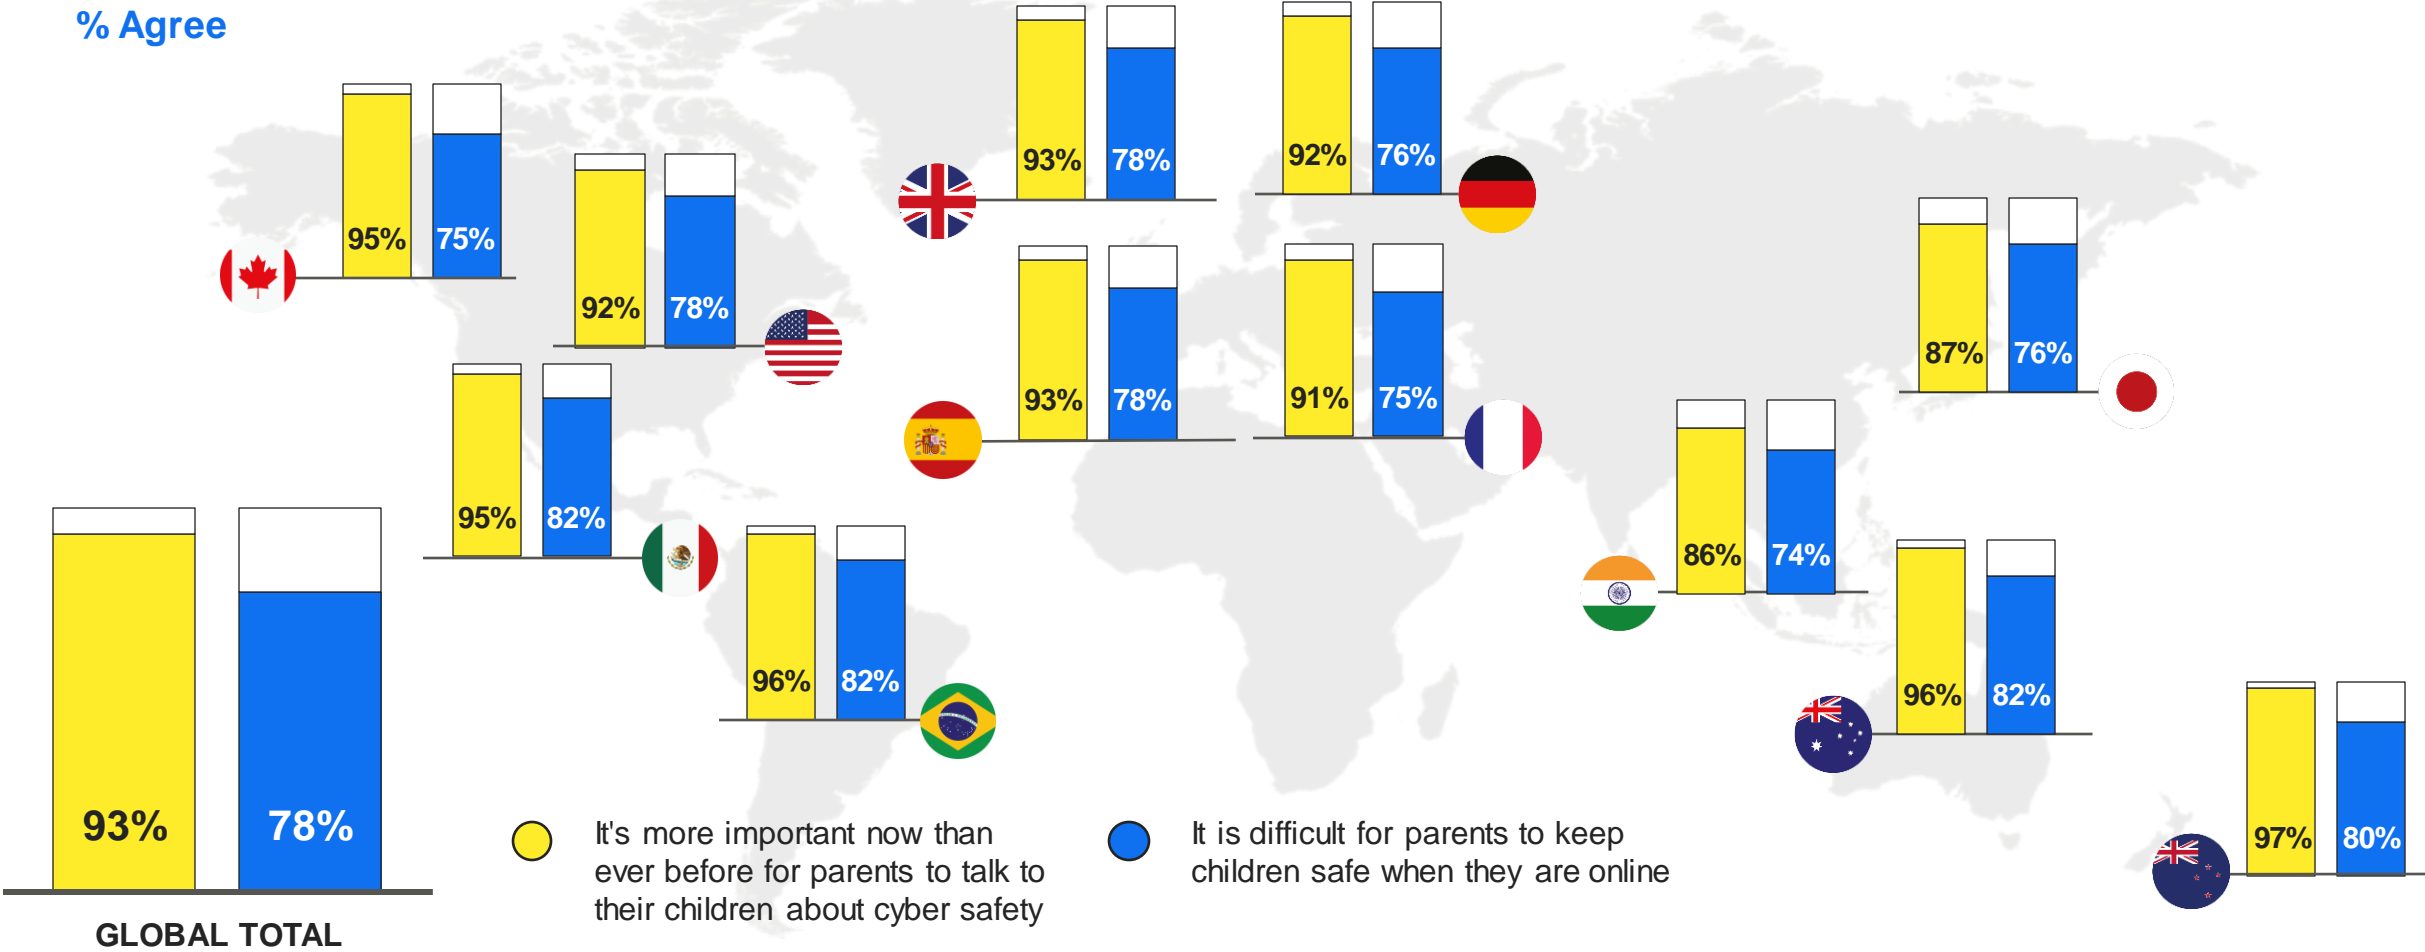 % Agree
93% 78%
92% 76%
95% 75%
92% 78%
87% 76%
93% 78%
91% 75%
95% 82%
86% 74%
96% 82%
96% 82%
93% 78%
97% 80%
It's more important now than
ever before for parents to talk to
their children about cyber safety
It is difficult for parents to keep
children safe when they are online
GLOBAL TOTAL